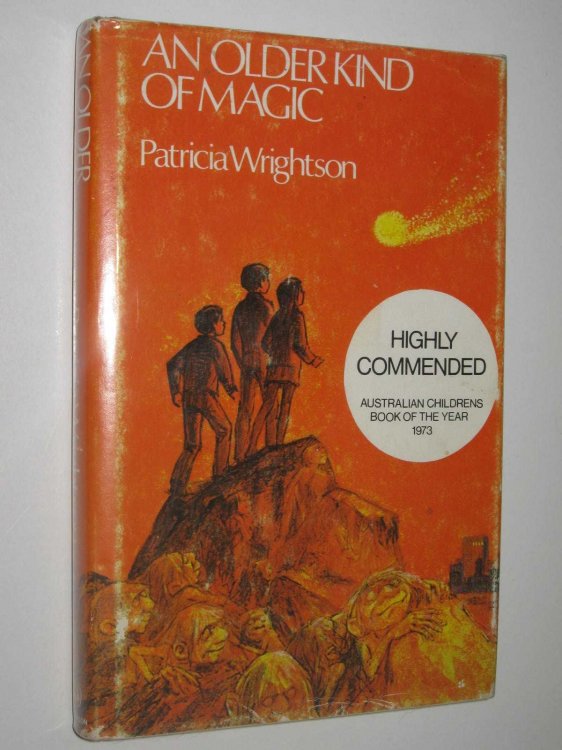 AN OLDER KIND
OF MAGIC
Patricia Wrightson
HIGHLY
COMMENDED
AUSTRALIAN CHILDRENS
BOOK OF THE YEAR
1973
AN OLDER